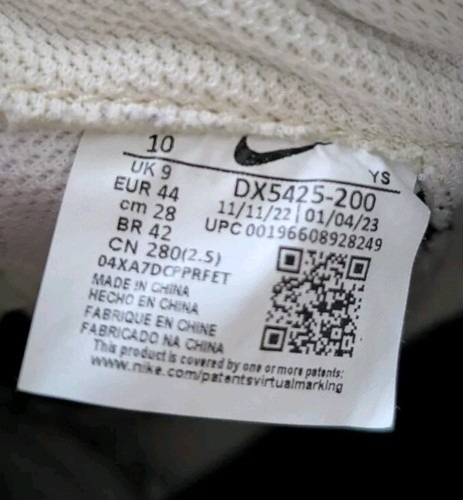 10
YS
UK 9
EUR 44
cm 28
BR 42
CN 280(2.5)
DX5425-200
11/11/22 | 01/04/23
UPC 00196608928249
04XA7DCPPRFET
MADE IN CHINA
HECHO EN CHINA
FABRIQUE EN CHINE
FABRICADO NA CHINA
This product is covered by one or more patents:
www.nike.com/patentsvirtualmarking